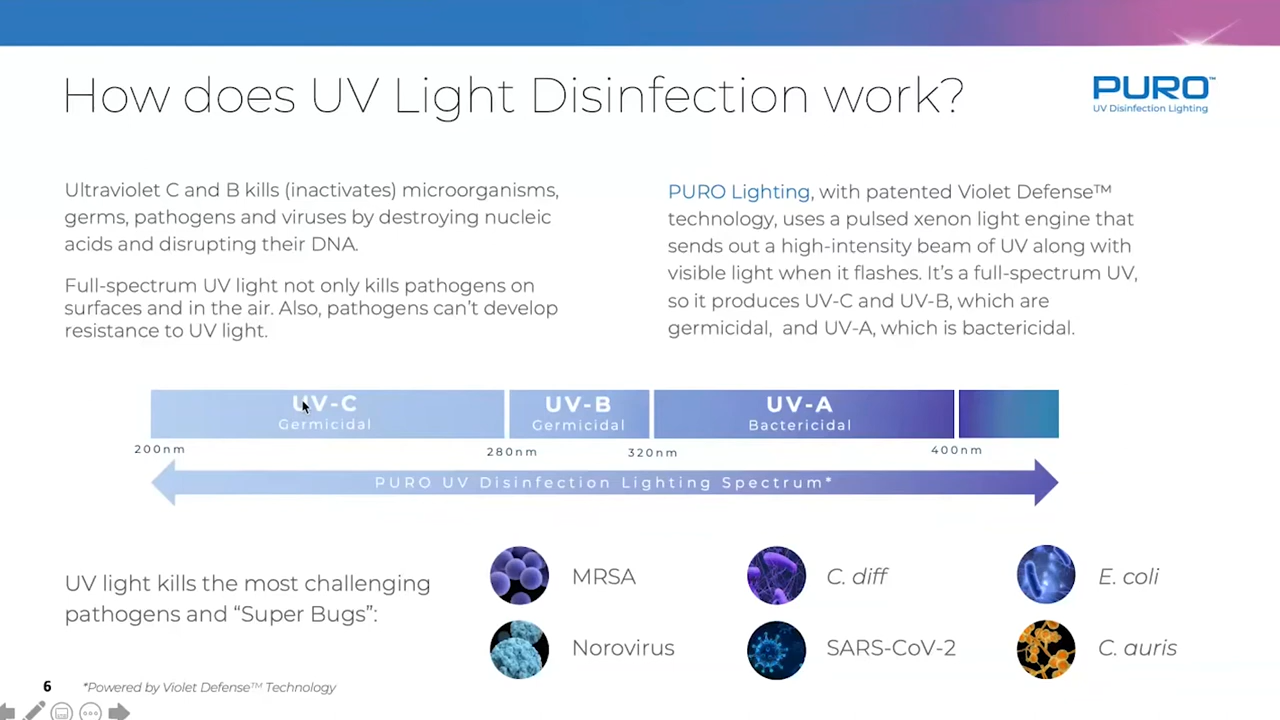 How does UV Light Disinfection work?
PURO™
UV Disinfection Lighting
Ultraviolet C and B kills (inactivates) microorganisms,
germs, pathogens and viruses by destroying nucleic
acids and disrupting their DNA.
Full-spectrum UV light not only kills pathogens on
surfaces and in the air. Also, pathogens can't develop
resistance to UV light.
PURO Lighting, with patented Violet Defense™
technology, uses a pulsed xenon light engine that
sends out a high-intensity beam of UV along with
visible light when it flashes. It's a full-spectrum UV,
so it produces UV-C and UV-B, which are
germicidal, and UV-A, which is bactericidal.
UV-C
Germicidal
UV-B
Germicidal
UV-A
Bactericidal
200nm
280nm
320nm
400nm
PURO UV Disinfection Lighting Spectrum*
UV light kills the most challenging
pathogens and “Super Bugs”:
MRSA
C. diff
E. coli
Norovirus
SARS-CoV-2
C. auris
6
*Powered by Violet Defense™ Technology